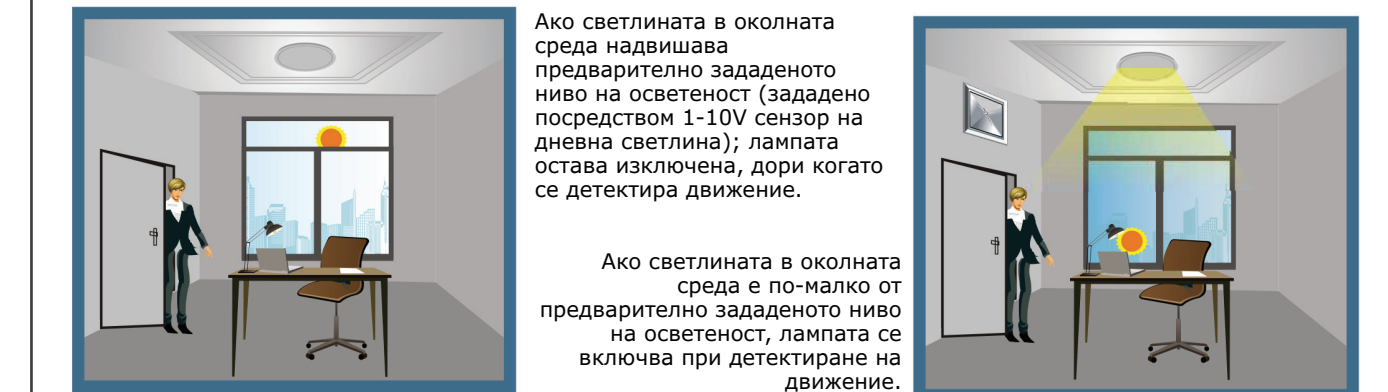 Ако светлината в околната
среда надвишава
предварително зададеното
ниво на осветеност (зададено
посредством 1-10V сензор на
дневна светлина); лампата
остава изключена, дори когато
се детектира движение.
Ако светлината в околната
среда е по-малко от
предварително зададеното ниво
на осветеност, лампата се
включва при детектиране на
движение.